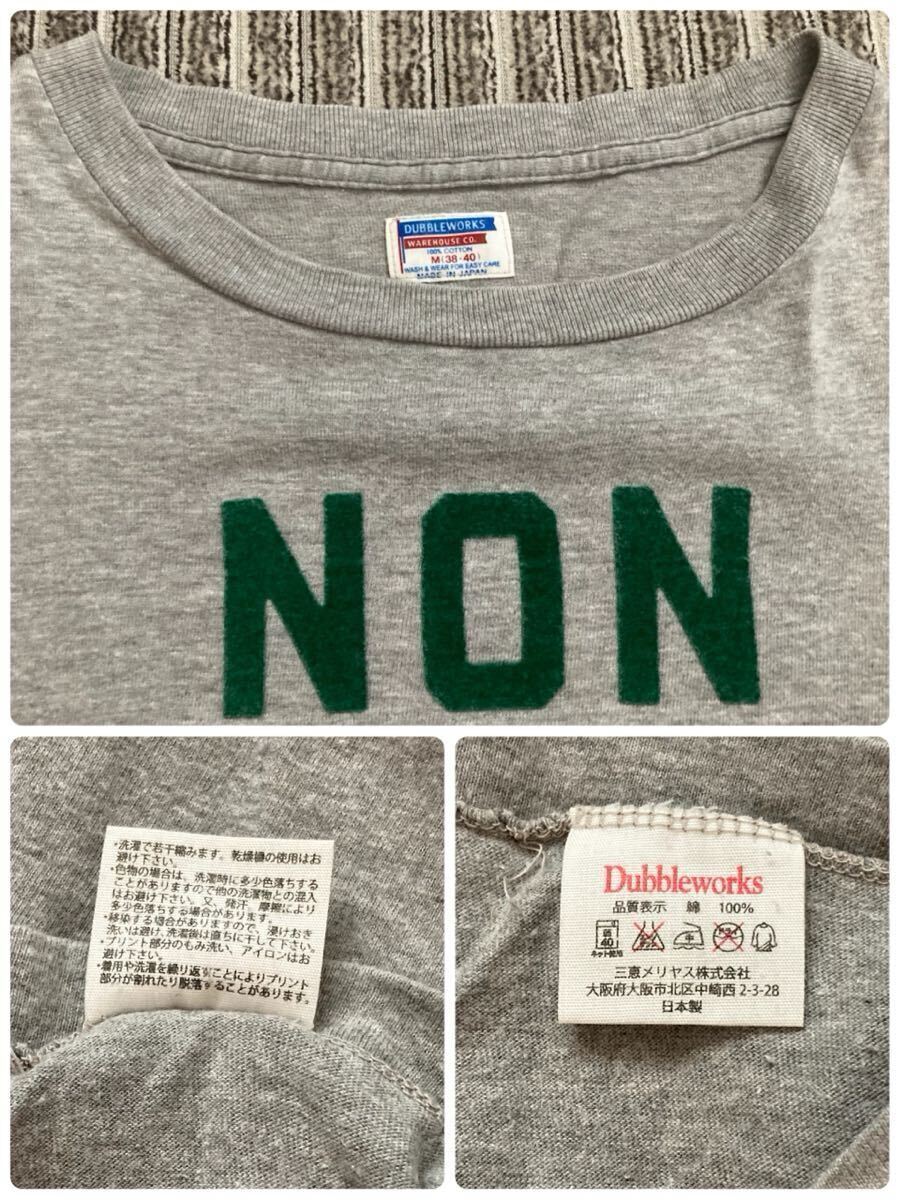 DUBBLEWORKS
WAREHOUSE CO.
100% COTTON
M(38-40)
WASH & WEAR FOR EASY CARE
MADE IN JAPAN
NON
・洗濯で若干縮みます。乾燥機の使用はお
避け下さい。
・色物の場合は、洗濯時に多少色落ちする
ことがありますので他の洗濯物との混入
はお避け下さい。又、発汗、摩擦により
多少色落ちする場合があります。
・移染する場合がありますので、浸けおき
洗いは避け、洗濯後は直ちに干して下さい。
・プリント部分のもみ洗い、アイロンはお
避け下さい。
・着用や洗濯を繰り返すことによりプリント
部分が割れたり脱落することがあります。
Dubbleworks
品質表示 綿 100%
40
中
ネット使用
三恵メリヤス株式会社
大阪府大阪市北区中崎西 2-3-28
日本製